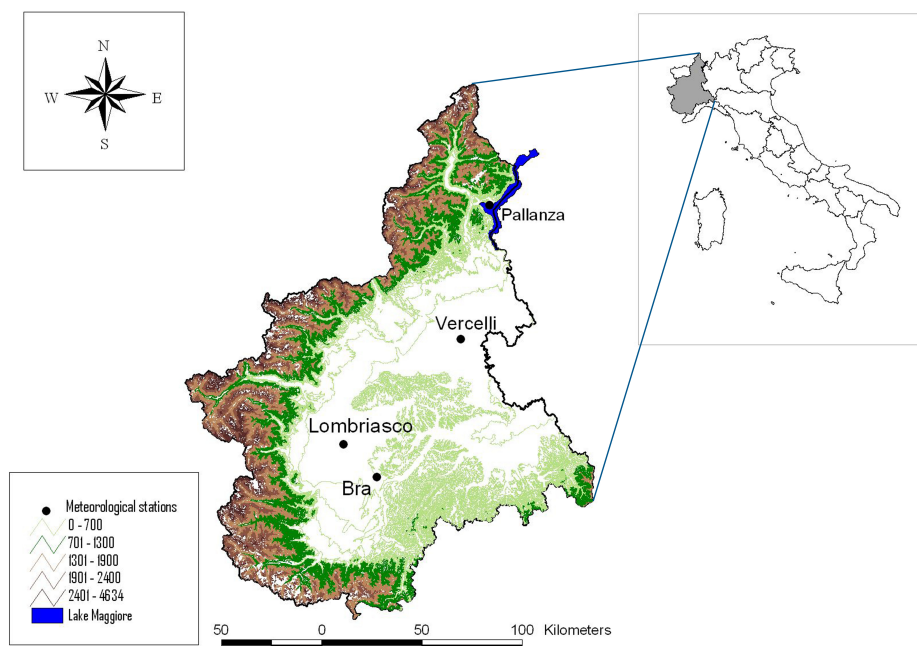 N
W E
S
Pallanza
Vercelli
Lombriasco
Bra
Meteorological stations
0 - 700
701 - 1300
1301 - 1900
1901 - 2400
2401 - 4634
Lake Maggiore
50 0 50 100 Kilometers